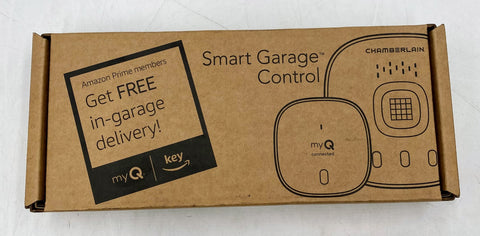 Amazon Prime members
Get FREE
in-garage
delivery!
myQ | key
Smart Garage™
Control
CHAMBERLAIN
myQ
connected